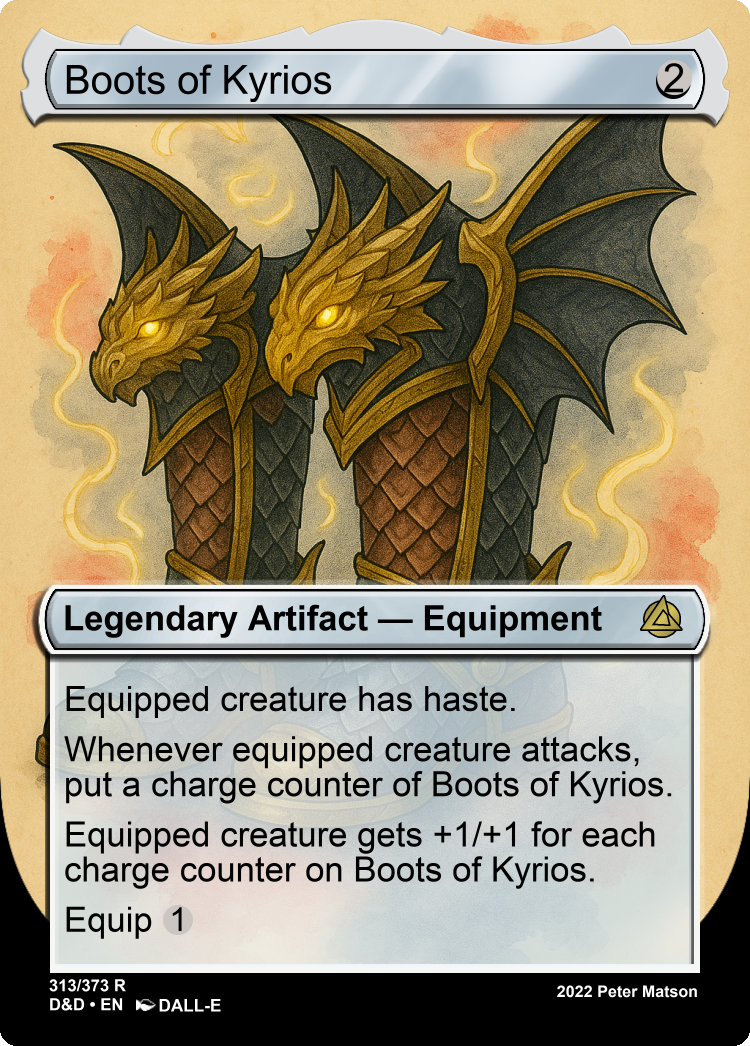 Boots of Kyrios 2
Legendary Artifact — Equipment
Equipped creature has haste.
Whenever equipped creature attacks,
put a charge counter of Boots of Kyrios.
Equipped creature gets +1/+1 for each
charge counter on Boots of Kyrios.
Equip 1
313/373 R
D&D • EN DALL-E
2022 Peter Matson